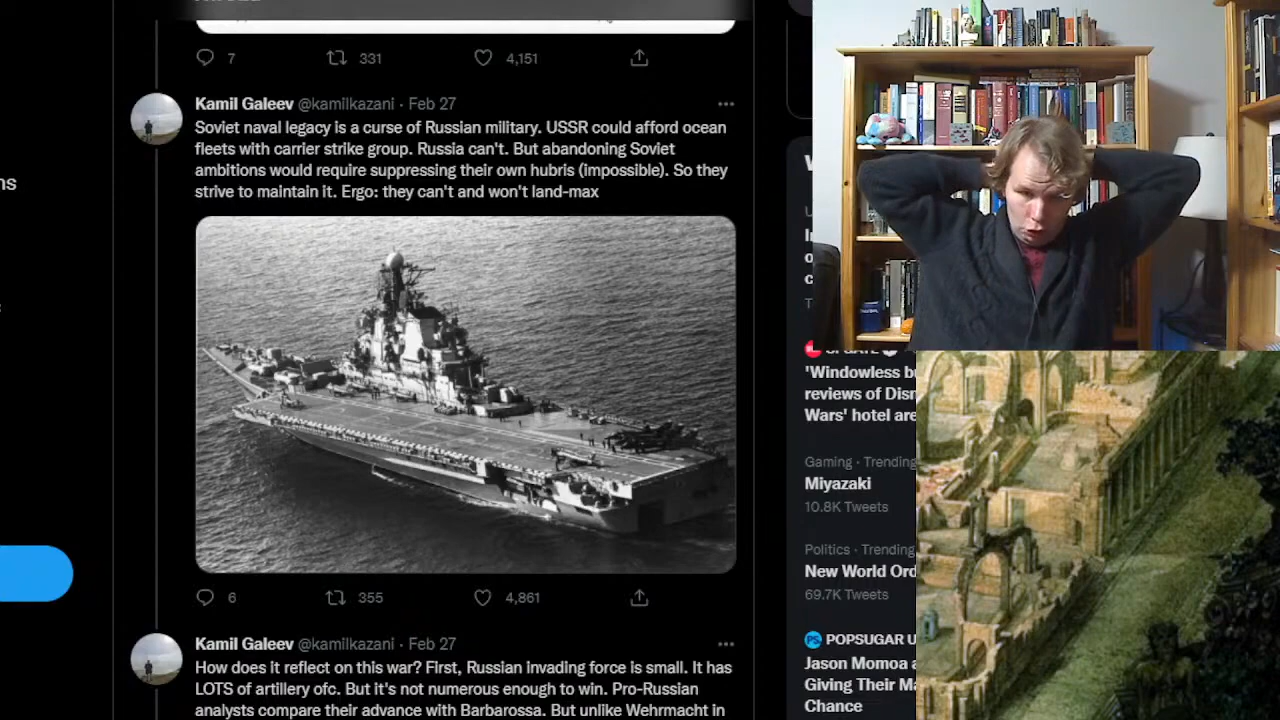 7
331
4,151
Kamil Galeev @kamilkazani · Feb 27
Soviet naval legacy is a curse of Russian military. USSR could afford ocean
fleets with carrier strike group. Russia can't. But abandoning Soviet
ambitions would require suppressing their own hubris (impossible). So they
strive to maintain it. Ergo: they can't and won't land-max
6
355
4,861
Kamil Galeev @kamilkazani · Feb 27
How does it reflect on this war? First, Russian invading force is small. It has
LOTS of artillery ofc. But it's not numerous enough to win. Pro-Russian
analysts compare their advance with Barbarossa. But unlike Wehrmacht in
ns
'Windowless bu
reviews of Disn
Wars' hotel are
Gaming · Trending
Miyazaki
10.8K Tweets
Politics · Trending
New World Ord
69.7K Tweets
POPSUGAR U
Jason Momoa a
Giving Their Ma
Chance